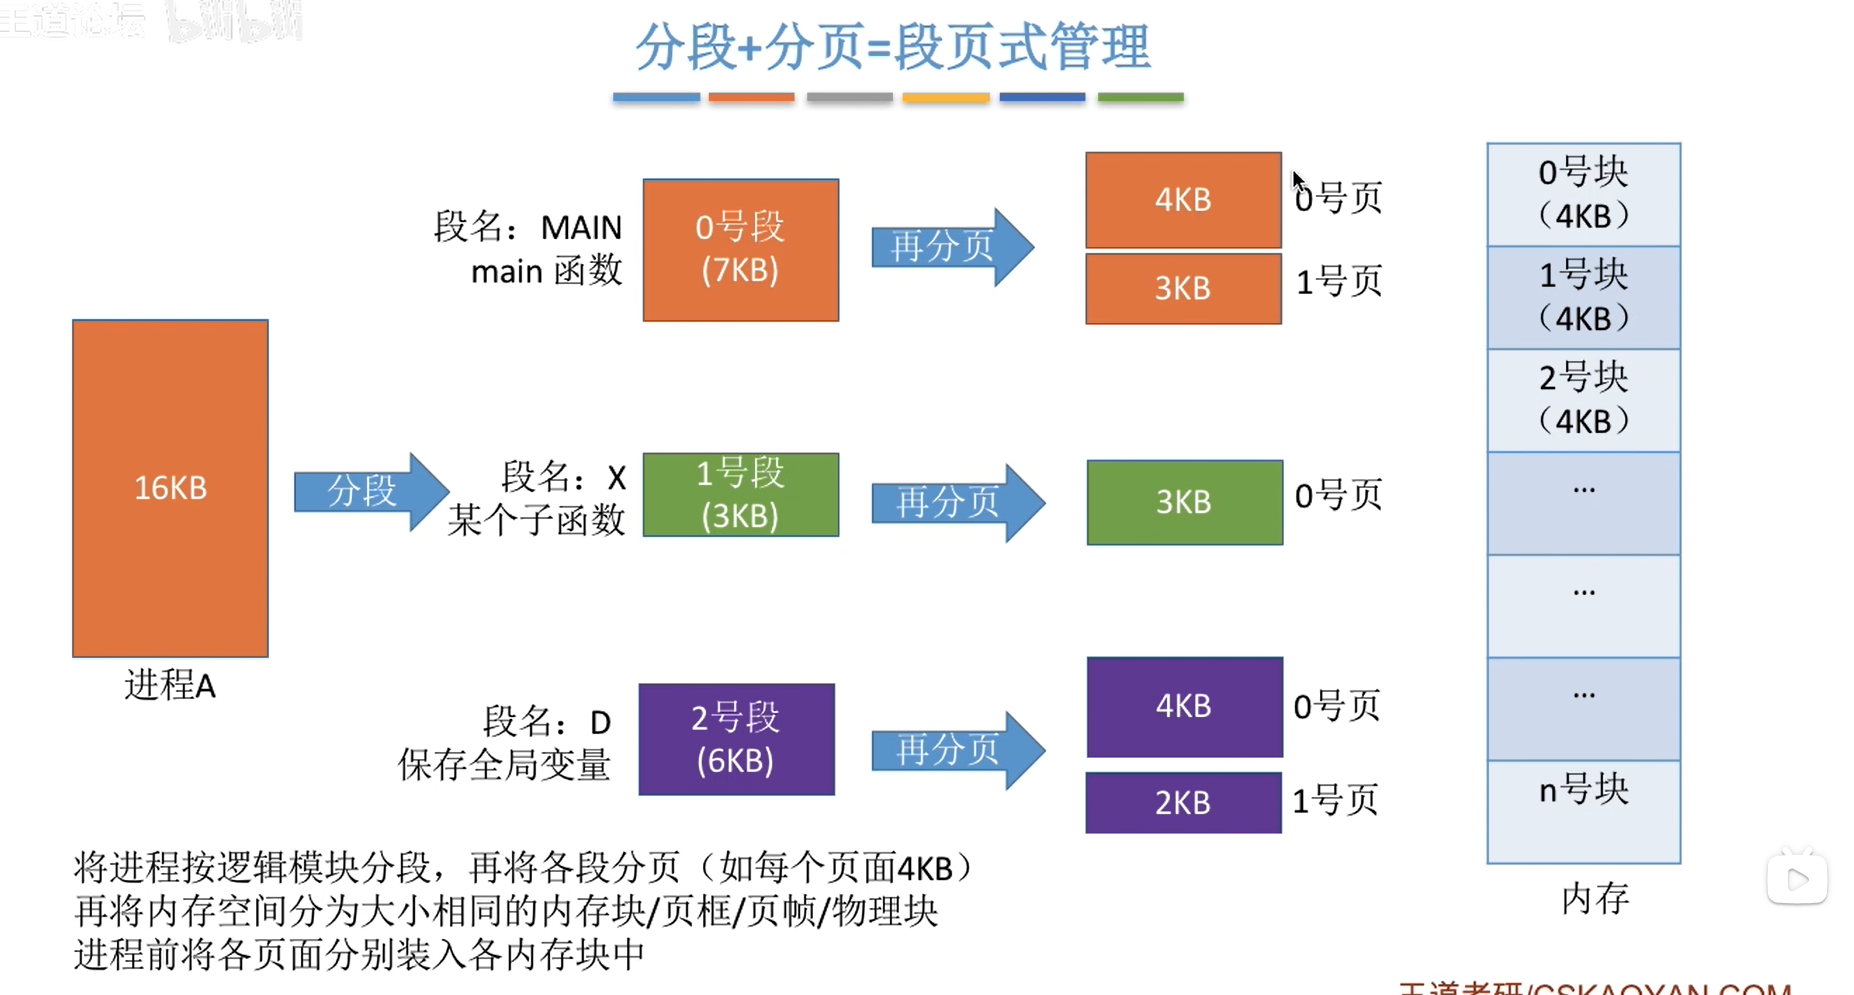 王道论坛 bilibili
分段+分页=段页式管理
段名：MAIN
main 函数
0号段
(7KB)
再分页
4KB
0号页
3KB
1号页
16KB
进程A
分段
段名：X
某个子函数
1号段
(3KB)
再分页
3KB
0号页
段名：D
保存全局变量
2号段
(6KB)
再分页
4KB
0号页
2KB
1号页
0号块
（4KB）
1号块
（4KB）
2号块
（4KB）
...
...
...
n号块
内存
将进程按逻辑模块分段，再将各段分页（如每个页面4KB）
再将内存空间分为大小相同的内存块/页框/页帧/物理块
进程前将各页面分别装入各内存块中
王道考研/CSKAOYAN.COM